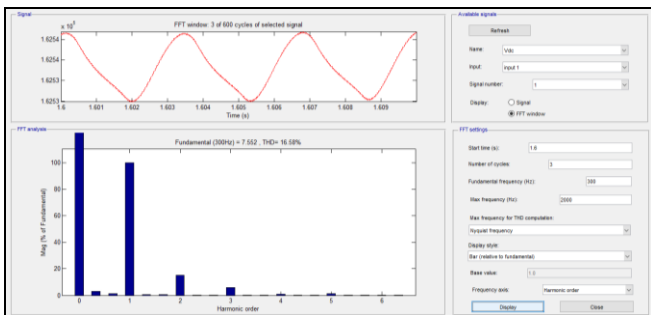 Signal
FFT window: 3 of 600 cycles of selected signal
x 10
1.6254
1.6254
1.6253
1.6253
1.6 1.601 1.602 1.603 1.604 1.605 1.606 1.607 1.608 1.609
Time (s)
FFT analysis
Fundamental (300Hz) = 7.552 , THD= 16.58%
Mag (% of Fundamental)
100
80
60
40
20
0
0 1 2 3 4 5 6
Harmonic order
Available signals
Refresh
Name:
Vdc
Input:
input 1
Signal number:
1
Display:
Signal
FFT window
FFT settings
Start time (s):
1.6
Number of cycles:
3
Fundamental frequency (Hz):
300
Max frequency (Hz):
2000
Max frequency for THD computation:
Nyquist frequency
Display style:
Bar (relative to fundamental)
Base value:
1.0
Frequency axis:
Harmonic order
Display
Close